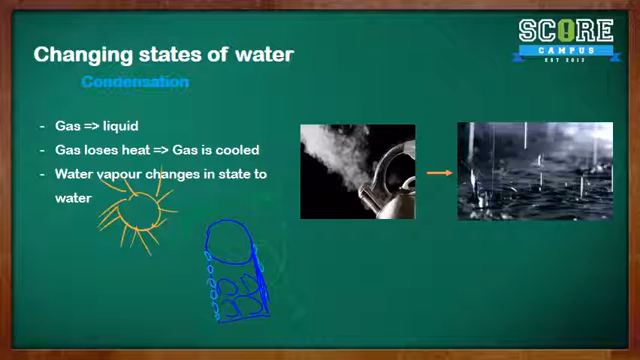 SCORE
CAMPUS
EST 2013
Changing states of water
Condensation
- Gas => liquid
- Gas loses heat => Gas is cooled
- Water vapour changes in state to
water